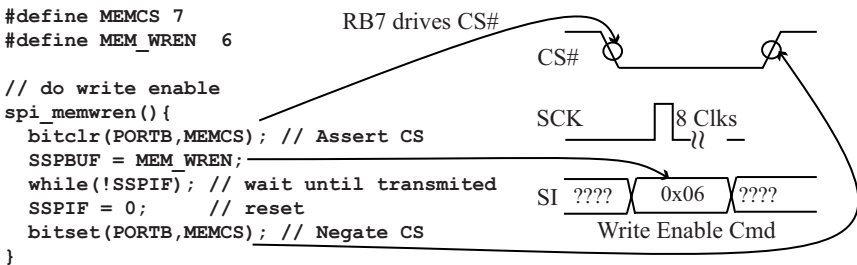 #define MEMCS 7
#define MEM_WREN  6
// do write enable
spi_memwren(){
  bitclr(PORTB,MEMCS); // Assert CS
  SSPBUF = MEM_WREN;
  while(!SSPIF); // wait until transmited
  SSPIF = 0;     // reset
  bitset(PORTB,MEMCS); // Negate CS
}
RB7 drives CS#
CS#
SCK
8 Clks
SI ???? 0x06 ????
Write Enable Cmd